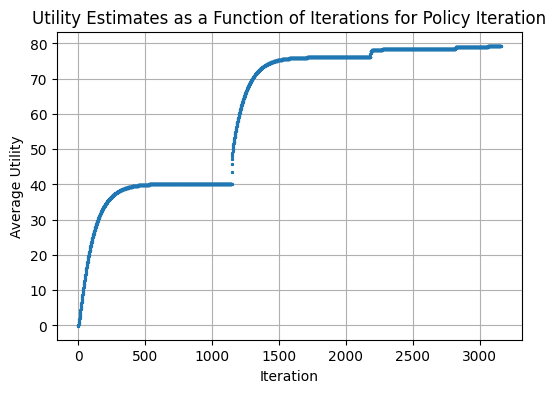 Utility Estimates as a Function of Iterations for Policy Iteration
80
70
60
50
40
30
20
10
0
Average Utility
0 500 1000 1500 2000 2500 3000
Iteration